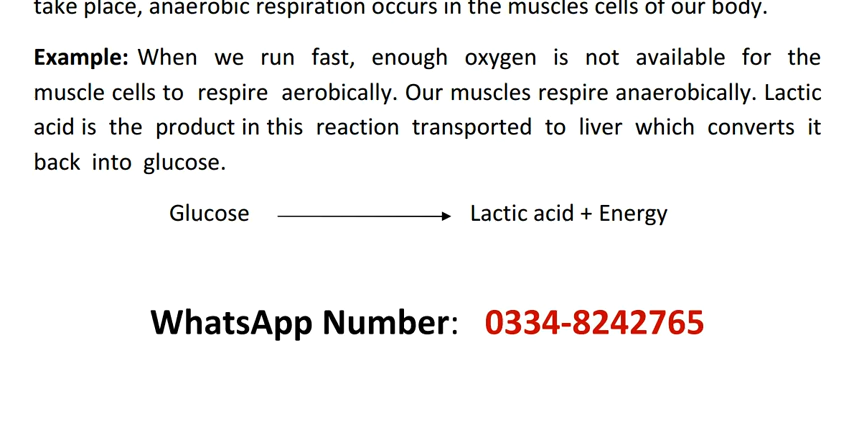 take place, anaerobic respiration occurs in the muscles cells of our body.
Example: When we run fast, enough oxygen is not available for the
muscle cells to respire aerobically. Our muscles respire anaerobically. Lactic
acid is the product in this reaction transported to liver which converts it
back into glucose.
Glucose Lactic acid + Energy
WhatsApp Number: 0334-8242765